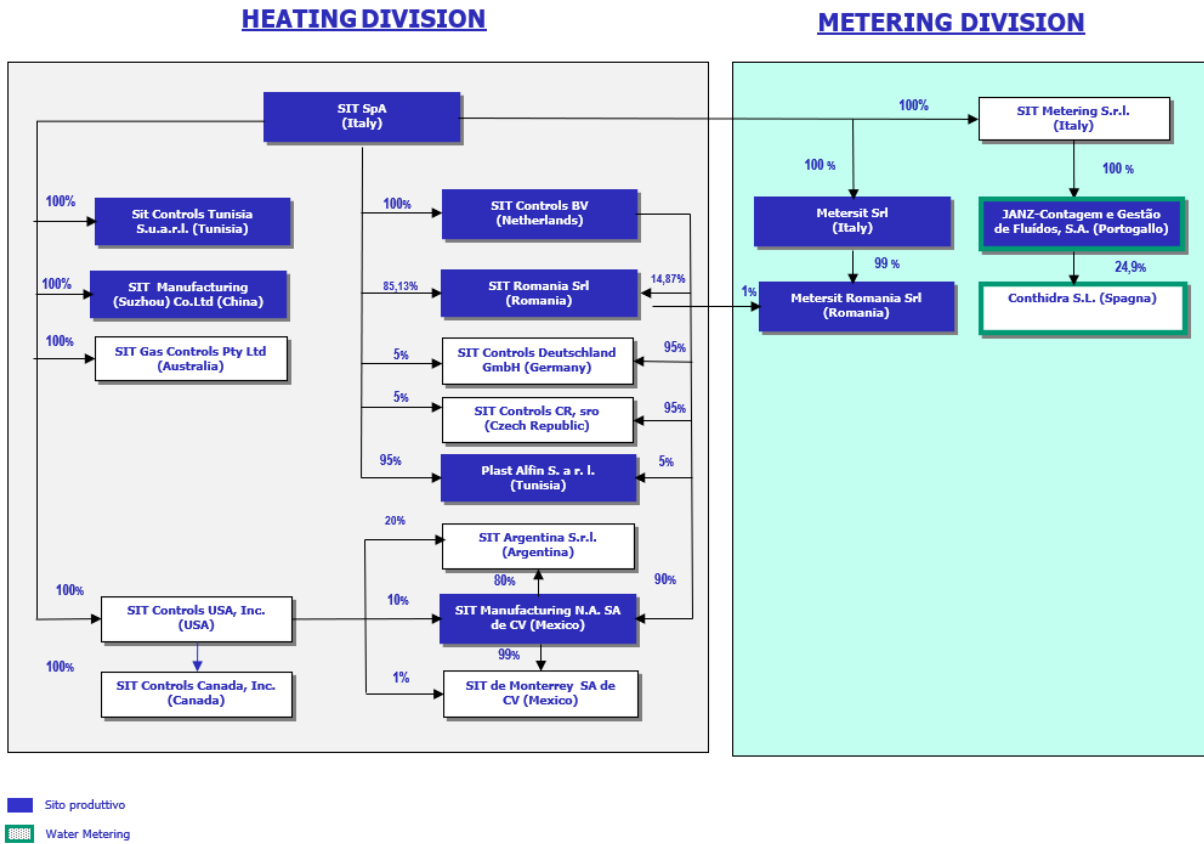 HEATING DIVISION
METERING DIVISION
SIT SpA
(Italy)
100%
SIT Metering S.r.l.
(Italy)
100 %
100 %
100%
Sit Controls Tunisia
S.u.a.r.l. (Tunisia)
100%
SIT Controls BV
(Netherlands)
Metersit Srl
(Italy)
JANZ-Contagem e Gestão
de Fluídos, S.A. (Portogallo)
99 %
24,9%
100%
SIT Manufacturing
(Suzhou) Co.Ltd (China)
85,13%
SIT Romania Srl
(Romania)
14,87%
1%
Metersit Romania Srl
(Romania)
Conthidra S.L. (Spagna)
100%
SIT Gas Controls Pty Ltd
(Australia)
5%
SIT Controls Deutschland
GmbH (Germany)
95%
5%
SIT Controls CR, sro
(Czech Republic)
95%
95%
Plast Alfin S. a r. l.
(Tunisia)
5%
20%
SIT Argentina S.r.l.
(Argentina)
80%
90%
100%
SIT Controls USA, Inc.
(USA)
10%
SIT Manufacturing N.A. SA
de CV (Mexico)
99%
100%
SIT Controls Canada, Inc.
(Canada)
1%
SIT de Monterrey SA de
CV (Mexico)
Sito produttivo
Water Metering